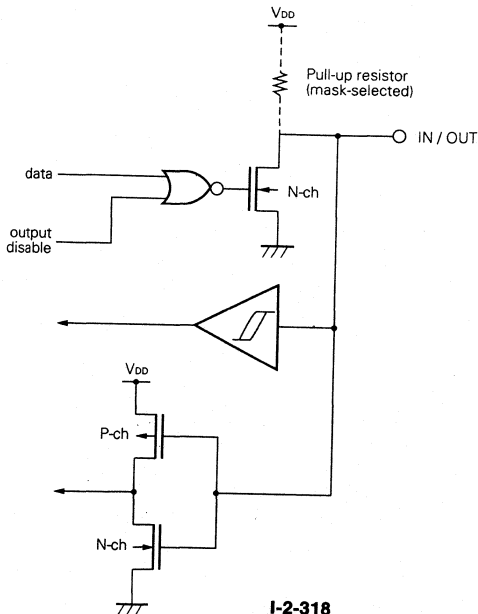 VDD
Pull-up resistor
(mask-selected)
IN / OUT
data
N-ch
output
disable
VDD
P-ch
N-ch
I-2-318